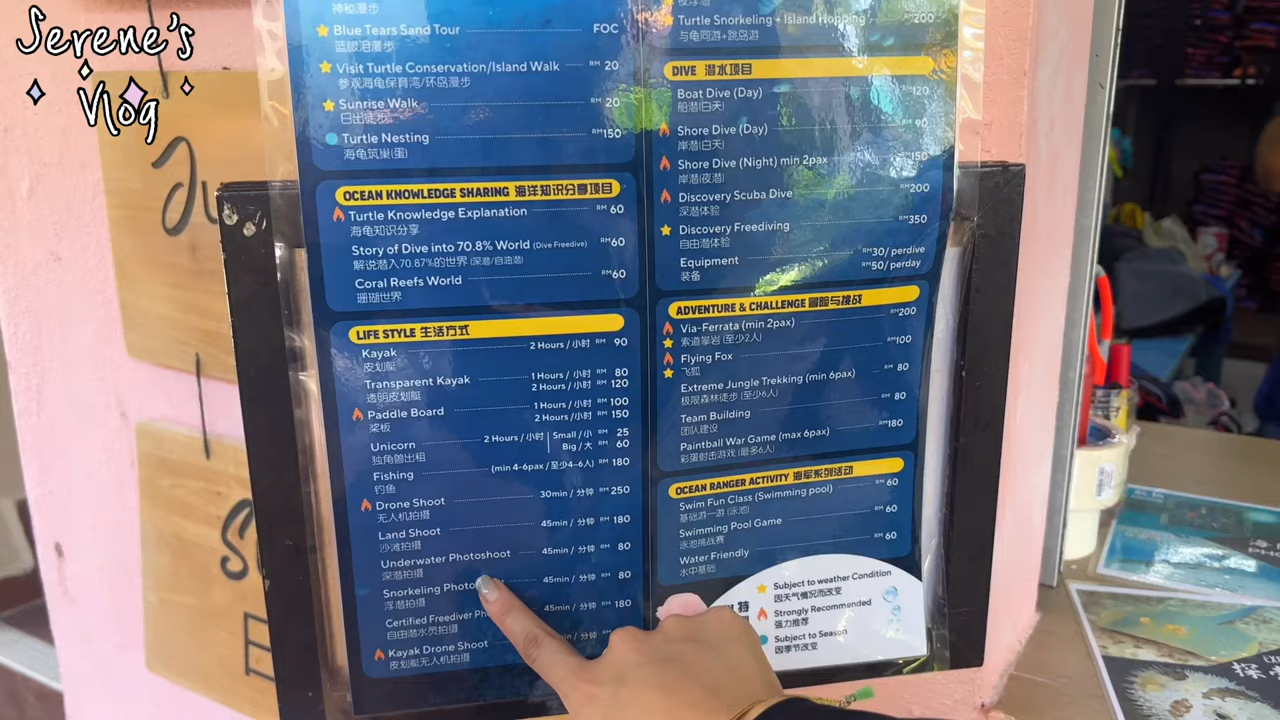 Serene's
Vlog
神秘漫步
Blue Tears Sand Tour FOC
蓝眼泪漫步
Visit Turtle Conservation/Island Walk RM 20
参观海龟保育湾/环岛漫步
Sunrise Walk RM 20
日出徒步
Turtle Nesting RM150
海龟筑巢(蛋)
OCEAN KNOWLEDGE SHARING 海洋知识分享项目
Turtle Knowledge Explanation RM 60
海龟知识分享
Story of Dive into 70.8% World (Dive Freedive) RM60
解说潜入70.87%的世界 (深潜/自由潜)
Coral Reefs World RM60
珊瑚世界
LIFE STYLE 生活方式
Kayak 2 Hours / 小时 RM 90
皮划艇
Transparent Kayak 1 Hours / 小时 RM 80
透明皮划艇 2 Hours / 小时 RM 120
Paddle Board 1 Hours / 小时 RM 100
桨板 2 Hours / 小时 RM 150
Unicorn 2 Hours / 小时 Small / 小 RM 25
独角兽出租 Big / 大 RM 60
Fishing (min 4-6pax / 至少4-6人) RM 180
钓鱼
Drone Shoot 30min / 分钟 RM 250
无人机拍摄
Land Shoot 45min / 分钟 RM 180
沙滩拍摄
Underwater Photoshoot 45min / 分钟 RM 80
深潜拍摄
Snorkeling 45min / 分钟 RM 80
浮潜拍摄
Certified Freediver 45min / 分钟 RM 180
自由潜水员拍摄
Kayak Drone Shoot
皮划艇无人机拍摄
Turtle Snorkeling + Island Hopping 200
与龟同游+跳岛游
DIVE 潜水项目
Boat Dive (Day) 120
船潜(白天)
Shore Dive (Day) RM 90
岸潜(白天)
Shore Dive (Night) min 2pax RM150
岸潜(夜潜)
Discovery Scuba Dive RM200
深潜体验
Discovery Freediving RM350
自由潜体验
Equipment RM30/ perdive
装备 RM50/ perday
ADVENTURE & CHALLENGE 冒险与挑战
Via-Ferrata (min 2pax) RM200
索道攀岩 (至少2人)
Flying Fox RM100
飞狐
Extreme Jungle Trekking (min 6pax) RM 80
极限森林徒步 (至少6人)
Team Building RM 80
团队建设
Paintball War Game (max 6pax) RM180
彩蛋射击游戏 (最多6人)
OCEAN RANGER ACTIVITY 海军系列活动
Swim Fun Class (Swimming pool) RM 60
基础游一游 (泳池)
Swimming Pool Game RM 60
泳池挑战赛
Water Friendly RM 60
水中基础
Subject to weather Condition
因天气情况而改变
Strongly Recommended
强力推荐
Subject to Season
因季节改变
特